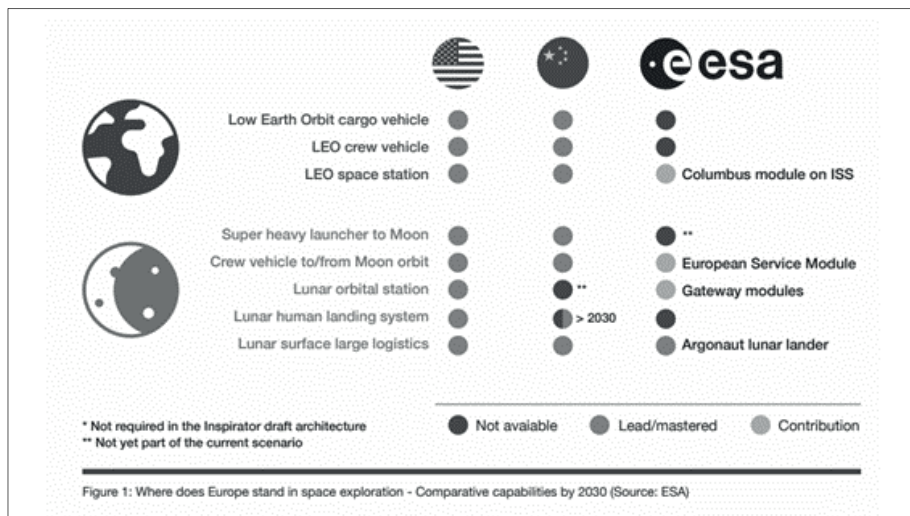 esa
Low Earth Orbit cargo vehicle
LEO crew vehicle
LEO space station Columbus module on ISS
Super heavy launcher to Moon **
Crew vehicle to/from Moon orbit European Service Module
Lunar orbital station ** Gateway modules
Lunar human landing system > 2030
Lunar surface large logistics Argonaut lunar lander
* Not required in the Inspirator draft architecture
** Not yet part of the current scenario
Not avaiable Lead/mastered Contribution
Figure 1: Where does Europe stand in space exploration - Comparative capabilities by 2030 (Source: ESA)